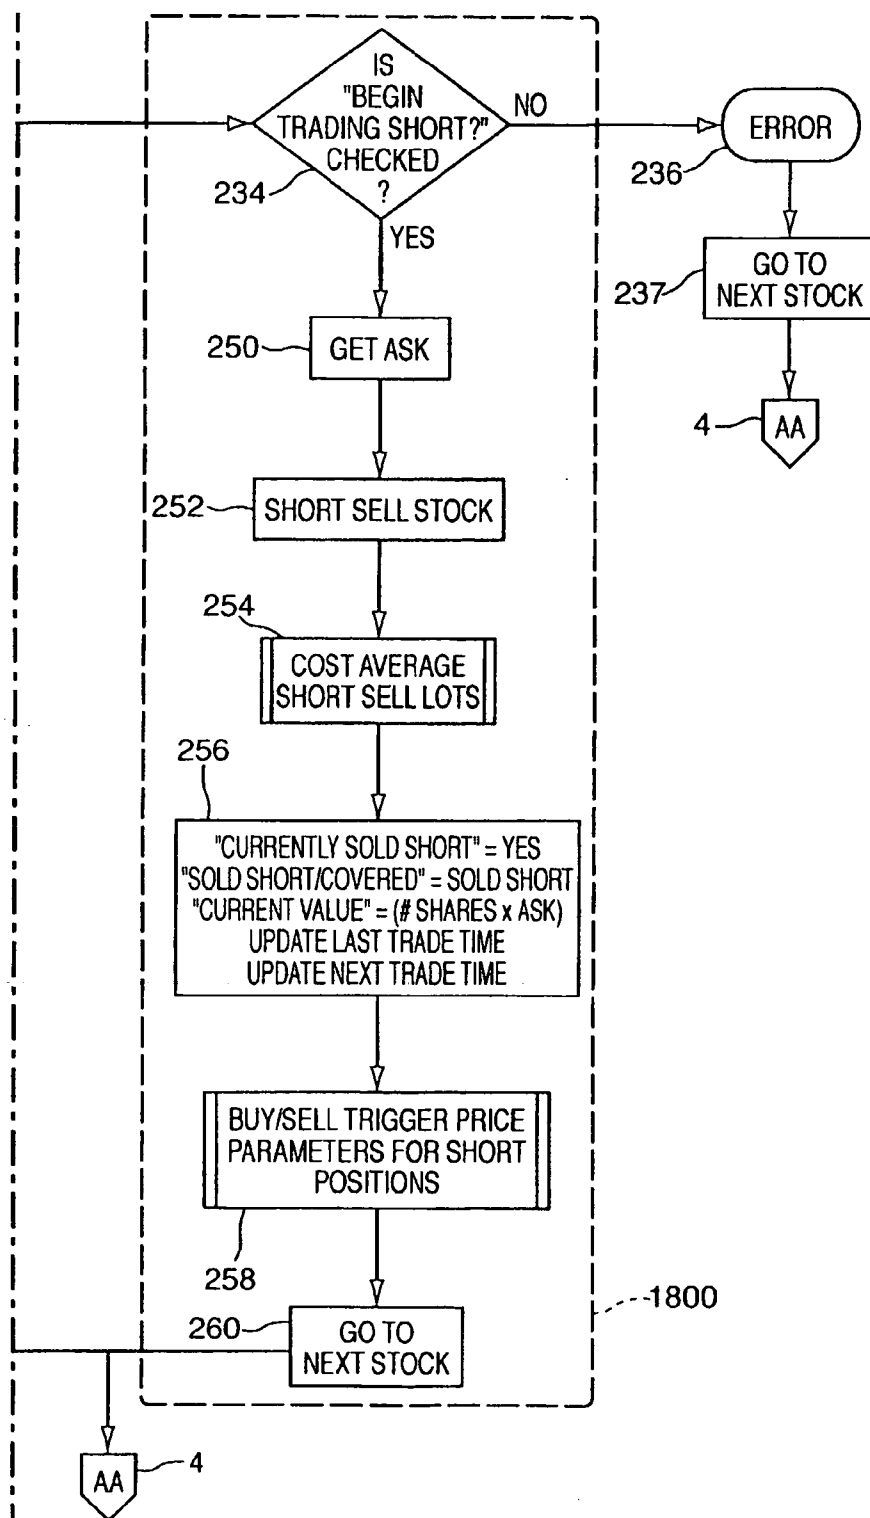 IS
"BEGIN
TRADING SHORT?"
CHECKED
?
234
NO
ERROR
236
YES
GO TO
NEXT STOCK
237
250
GET ASK
4
AA
252
SHORT SELL STOCK
254
COST AVERAGE
SHORT SELL LOTS
256
"CURRENTLY SOLD SHORT" = YES
"SOLD SHORT/COVERED" = SOLD SHORT
"CURRENT VALUE" = (# SHARES x ASK)
UPDATE LAST TRADE TIME
UPDATE NEXT TRADE TIME
BUY/SELL TRIGGER PRICE
PARAMETERS FOR SHORT
POSITIONS
258
1800
260
GO TO
NEXT STOCK
AA
4